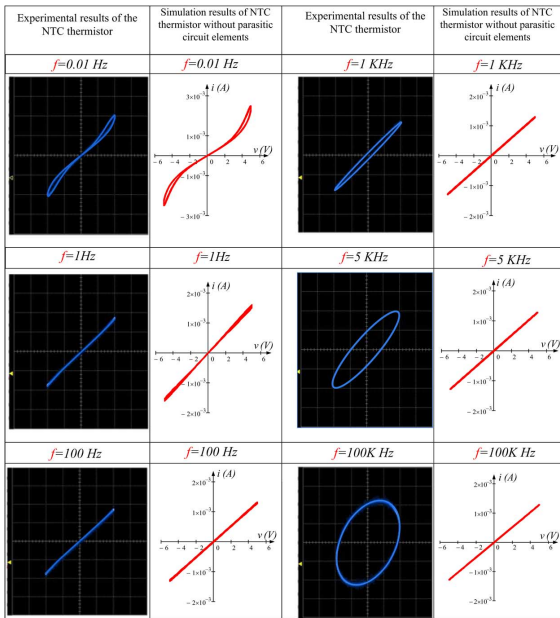 Experimental results of the
NTC thermistor
Simulation results of NTC
thermistor without parasitic
circuit elements
Experimental results of the
NTC thermistor
Simulation results of NTC
thermistor without parasitic
circuit elements
f=0.01 Hz
f=0.01 Hz
f=1 KHz
f=1 KHz
i (A)
3×10⁻³
1×10⁻³
v (V)
−6 −4 −2 0 2 4 6
−1×10⁻³
−3×10⁻³
i (A)
2×10⁻³
1×10⁻³
v(V)
−6 −4 −2 0 2 4 6
−1×10⁻³
−2×10⁻³
f=1Hz
f=1Hz
f=5 KHz
f=5 KHz
i (A)
2×10⁻³
1×10⁻³
v (V)
−6 −4 −2 0 2 4 6
−1×10⁻³
−2×10⁻³
i (A)
2×10⁻³
1×10⁻³
v(V)
−6 −4 −2 0 2 4 6
−1×10⁻³
−2×10⁻³
f=100 Hz
f=100 Hz
f=100K Hz
f=100K Hz
i (A)
2×10⁻³
1×10⁻³
v(V)
−6 −4 −2 0 2 4 6
−1×10⁻³
−2×10⁻³
i (A)
2×10⁻³
1×10⁻³
v(V)
−6 −4 −2 0 2 4 6
−1×10⁻³
−2×10⁻³